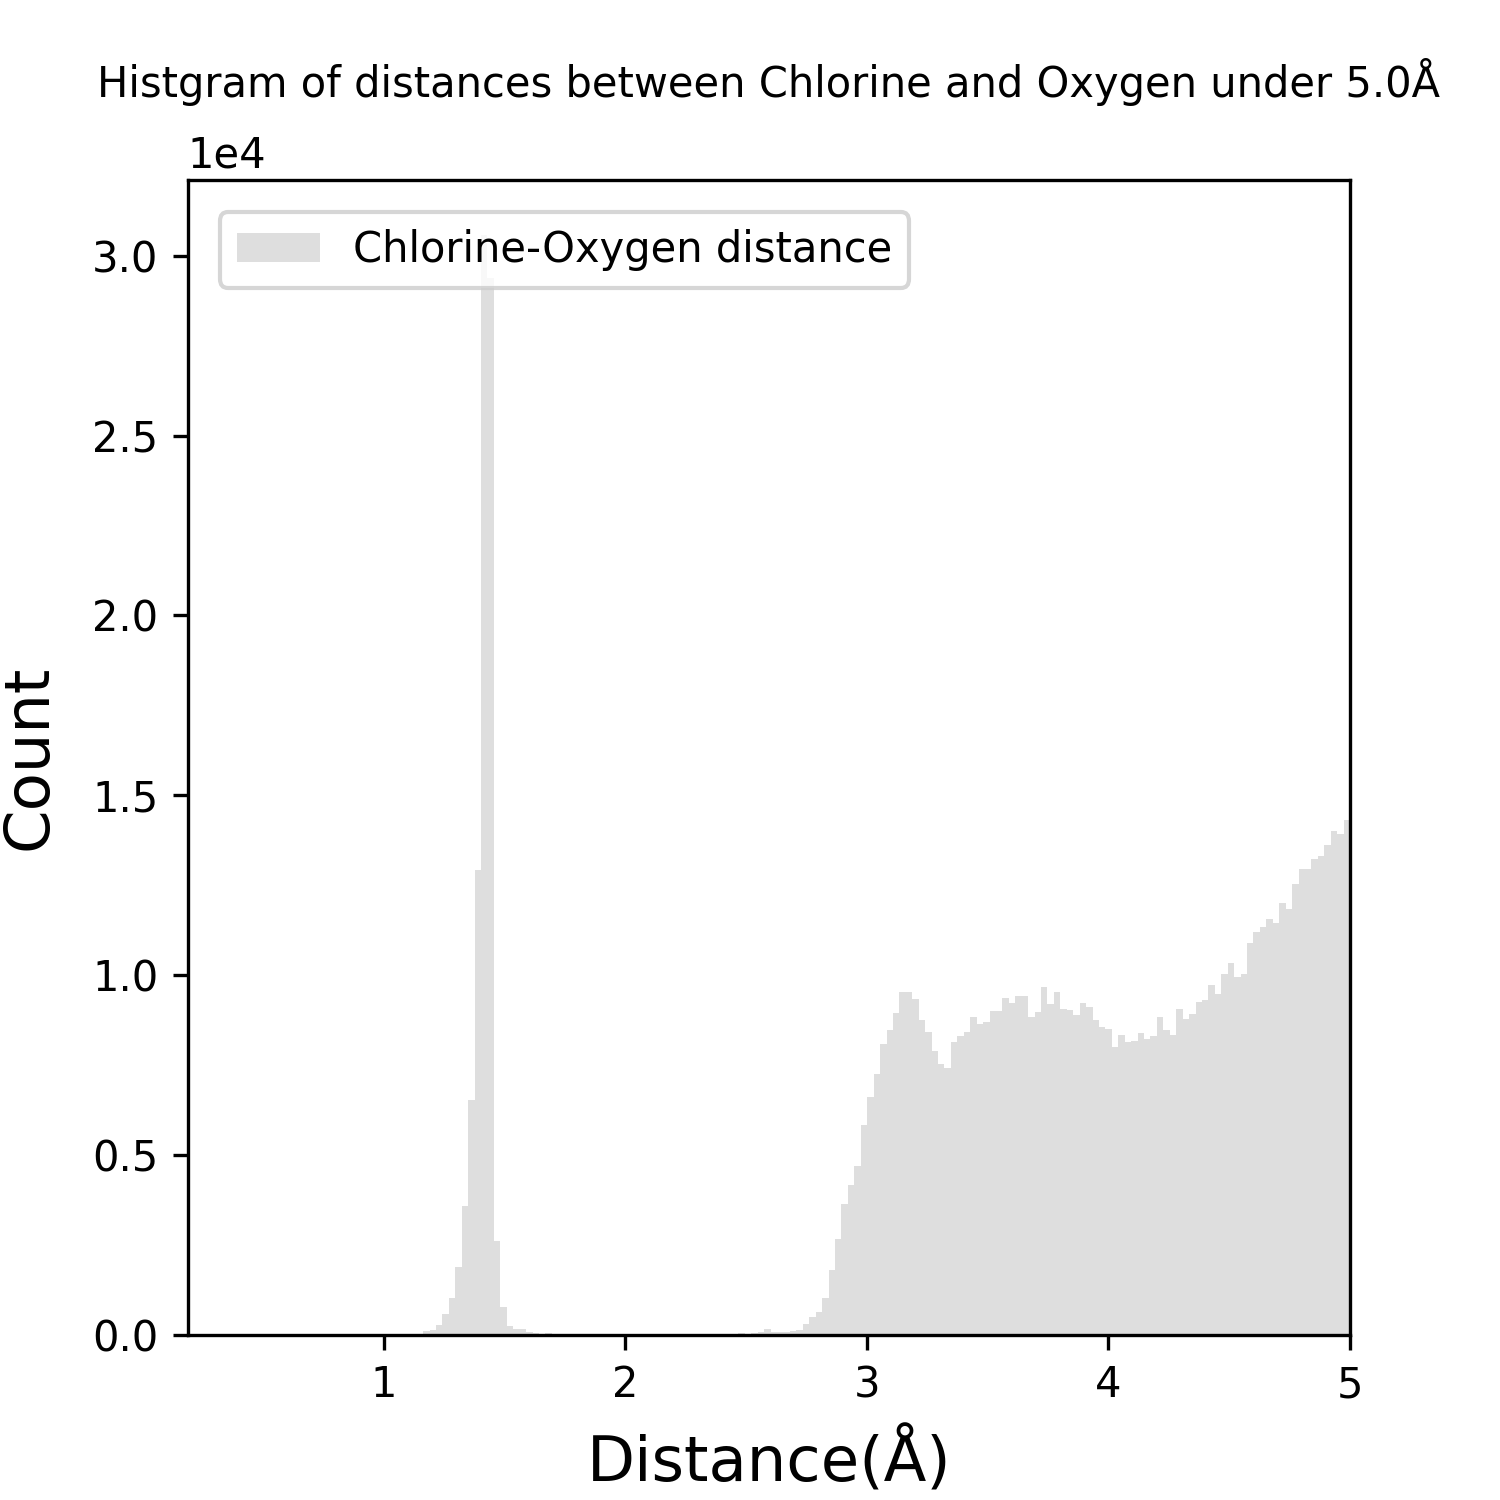 Histgram of distances between Chlorine and Oxygen under 5.0Å
1e4
Chlorine-Oxygen distance
3.0
2.5
2.0
1.5
1.0
0.5
0.0
Count
1 2 3 4 5
Distance(Å)